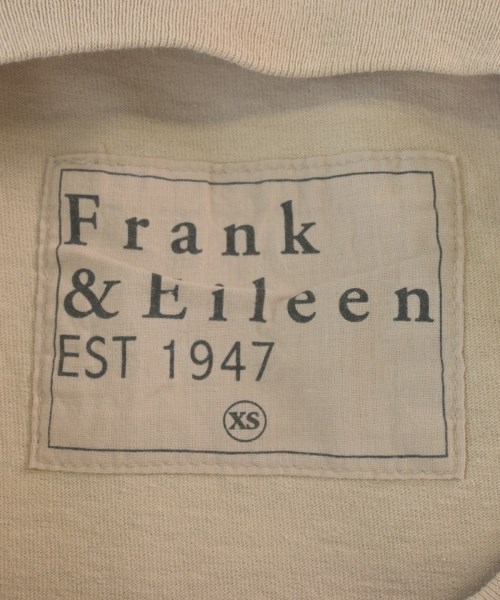 Frank
& Eileen
EST 1947
XS